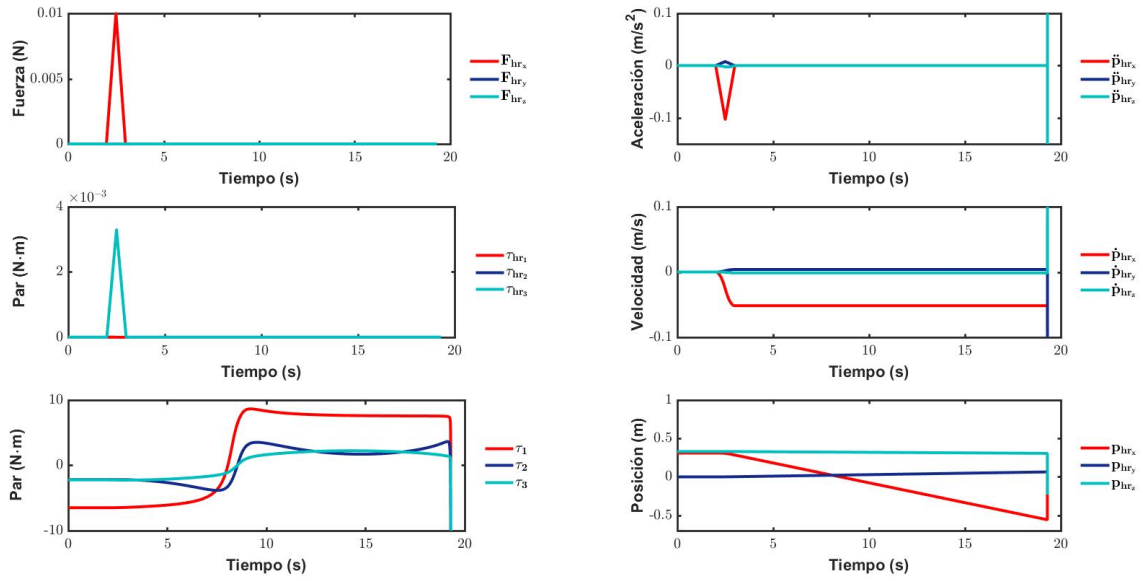 Fuerza (N)
0.01
0.005
0
0 5 10 15 20
Tiempo (s)
F_hr_x
F_hr_y
F_hr_z
Aceleración (m/s²)
0.1
0
-0.1
0 5 10 15 20
Tiempo (s)
p̈_hr_x
p̈_hr_y
p̈_hr_z
Par (N·m)
×10⁻³
4
2
0
0 5 10 15 20
Tiempo (s)
τ_hr_1
τ_hr_2
τ_hr_3
Velocidad (m/s)
0.1
0
-0.1
0 5 10 15 20
Tiempo (s)
ṗ_hr_x
ṗ_hr_y
ṗ_hr_z
Par (N·m)
10
0
-10
0 5 10 15 20
Tiempo (s)
τ_1
τ_2
τ_3
Posición (m)
1
0.5
0
-0.5
0 5 10 15 20
Tiempo (s)
p_hr_x
p_hr_y
p_hr_z